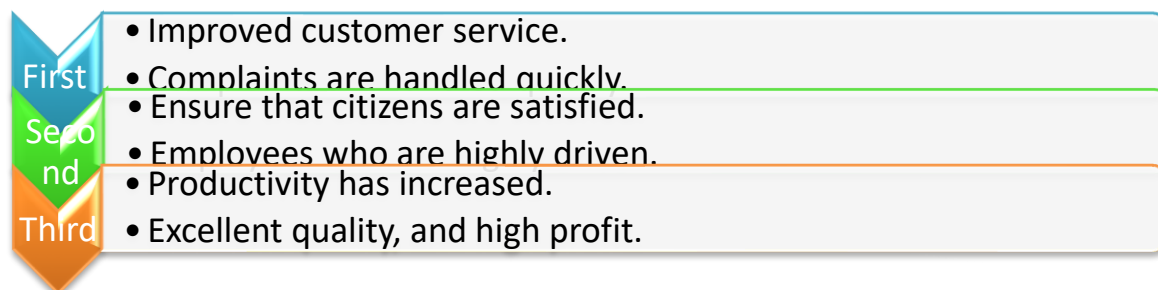 First
• Improved customer service.
• Complaints are handled quickly.
Seco
nd
• Ensure that citizens are satisfied.
• Employees who are highly driven.
Third
• Productivity has increased.
• Excellent quality, and high profit.